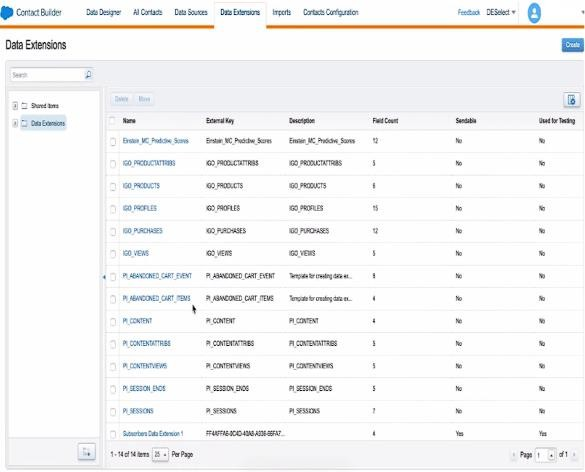 Contact Builder Data Designer All Contacts Data Sources Data Extensions Imports Contacts Configuration Feedback DESelect
Data Extensions Create
Search
Shared Items
Data Extensions
Delete Move
Name External Key Description Field Count Sendable Used for Testing
Einstein_MC_Predictive_Scores Einstein_MC_Predictive_Scores Einstein_MC_Predictive_Scores 12 No No
IGO_PRODUCTATTRIBS IGO_PRODUCTATTRIBS IGO_PRODUCTATTRIBS 5 No No
IGO_PRODUCTS IGO_PRODUCTS IGO_PRODUCTS 6 No No
IGO_PROFILES IGO_PROFILES IGO_PROFILES 15 No No
IGO_PURCHASES IGO_PURCHASES IGO_PURCHASES 12 No No
IGO_VIEWS IGO_VIEWS IGO_VIEWS 5 No No
PI_ABANDONED_CART_EVENT PI_ABANDONED_CART_EVENT Template for creating data ex... 8 No No
PI_ABANDONED_CART_ITEMS PI_ABANDONED_CART_ITEMS Template for creating data ex... 4 No No
PI_CONTENT PI_CONTENT PI_CONTENT 4 No No
PI_CONTENTATTRIBS PI_CONTENTATTRIBS PI_CONTENTATTRIBS 5 No No
PI_CONTENTVIEWS PI_CONTENTVIEWS PI_CONTENTVIEWS 5 No No
PI_SESSION_ENDS PI_SESSION_ENDS PI_SESSION_ENDS 5 No No
PI_SESSIONS PI_SESSIONS PI_SESSIONS 7 No No
Subscribers Data Extension 1 4 Yes Yes
1 - 14 of 14 items 25 Per Page Page 1 of 1